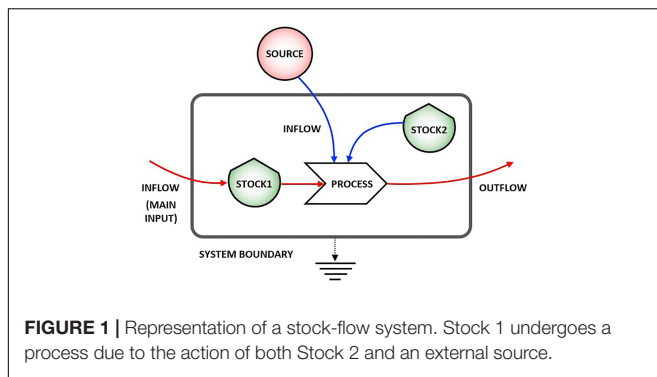 SOURCE
INFLOW
STOCK2
STOCK1
PROCESS
INFLOW
(MAIN
INPUT)
OUTFLOW
SYSTEM BOUNDARY
FIGURE 1 | Representation of a stock-flow system. Stock 1 undergoes a
process due to the action of both Stock 2 and an external source.